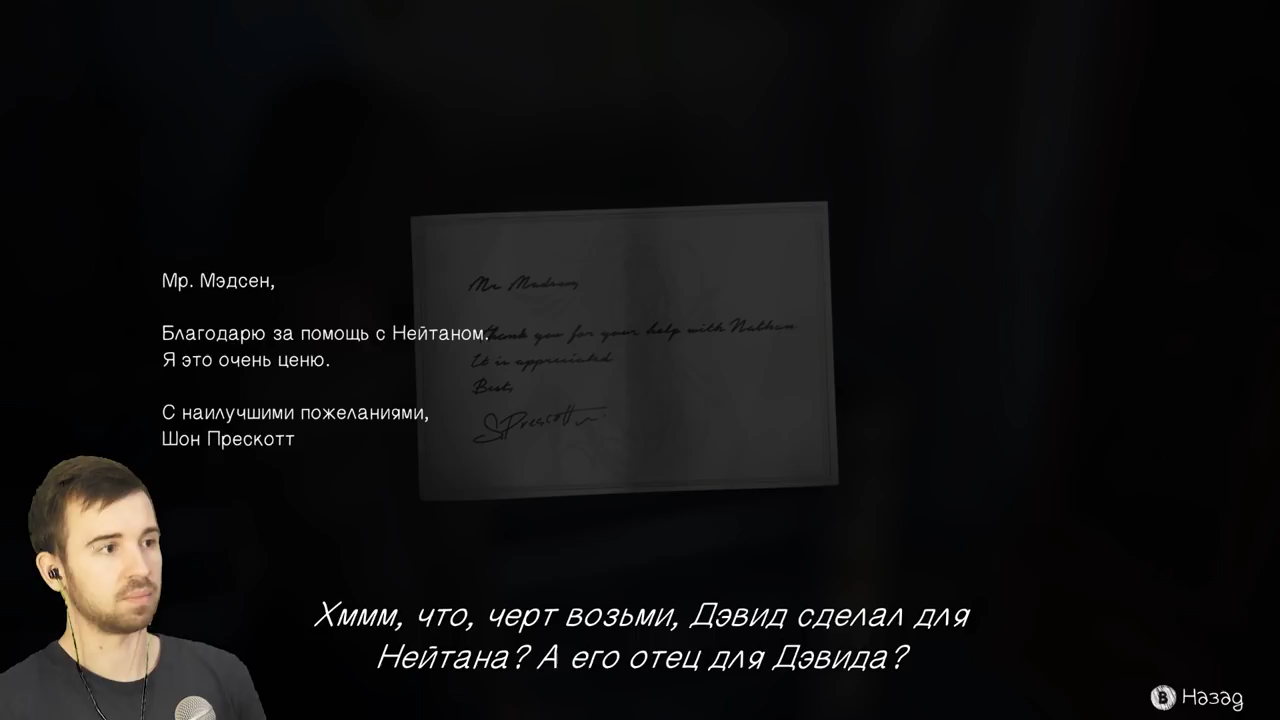 Мр. Мэдсен,
Благодарю за помощь с Нейтаном.
Я это очень ценю.
С наилучшими пожеланиями,
Шон Прескотт
Mr Madsen,
Thank you for your help with Nathan
It is appreciated
Best,
SPrescott
Хммм, что, черт возьми, Дэвид сделал для
Нейтана? А его отец для Дэвида?
B Назад